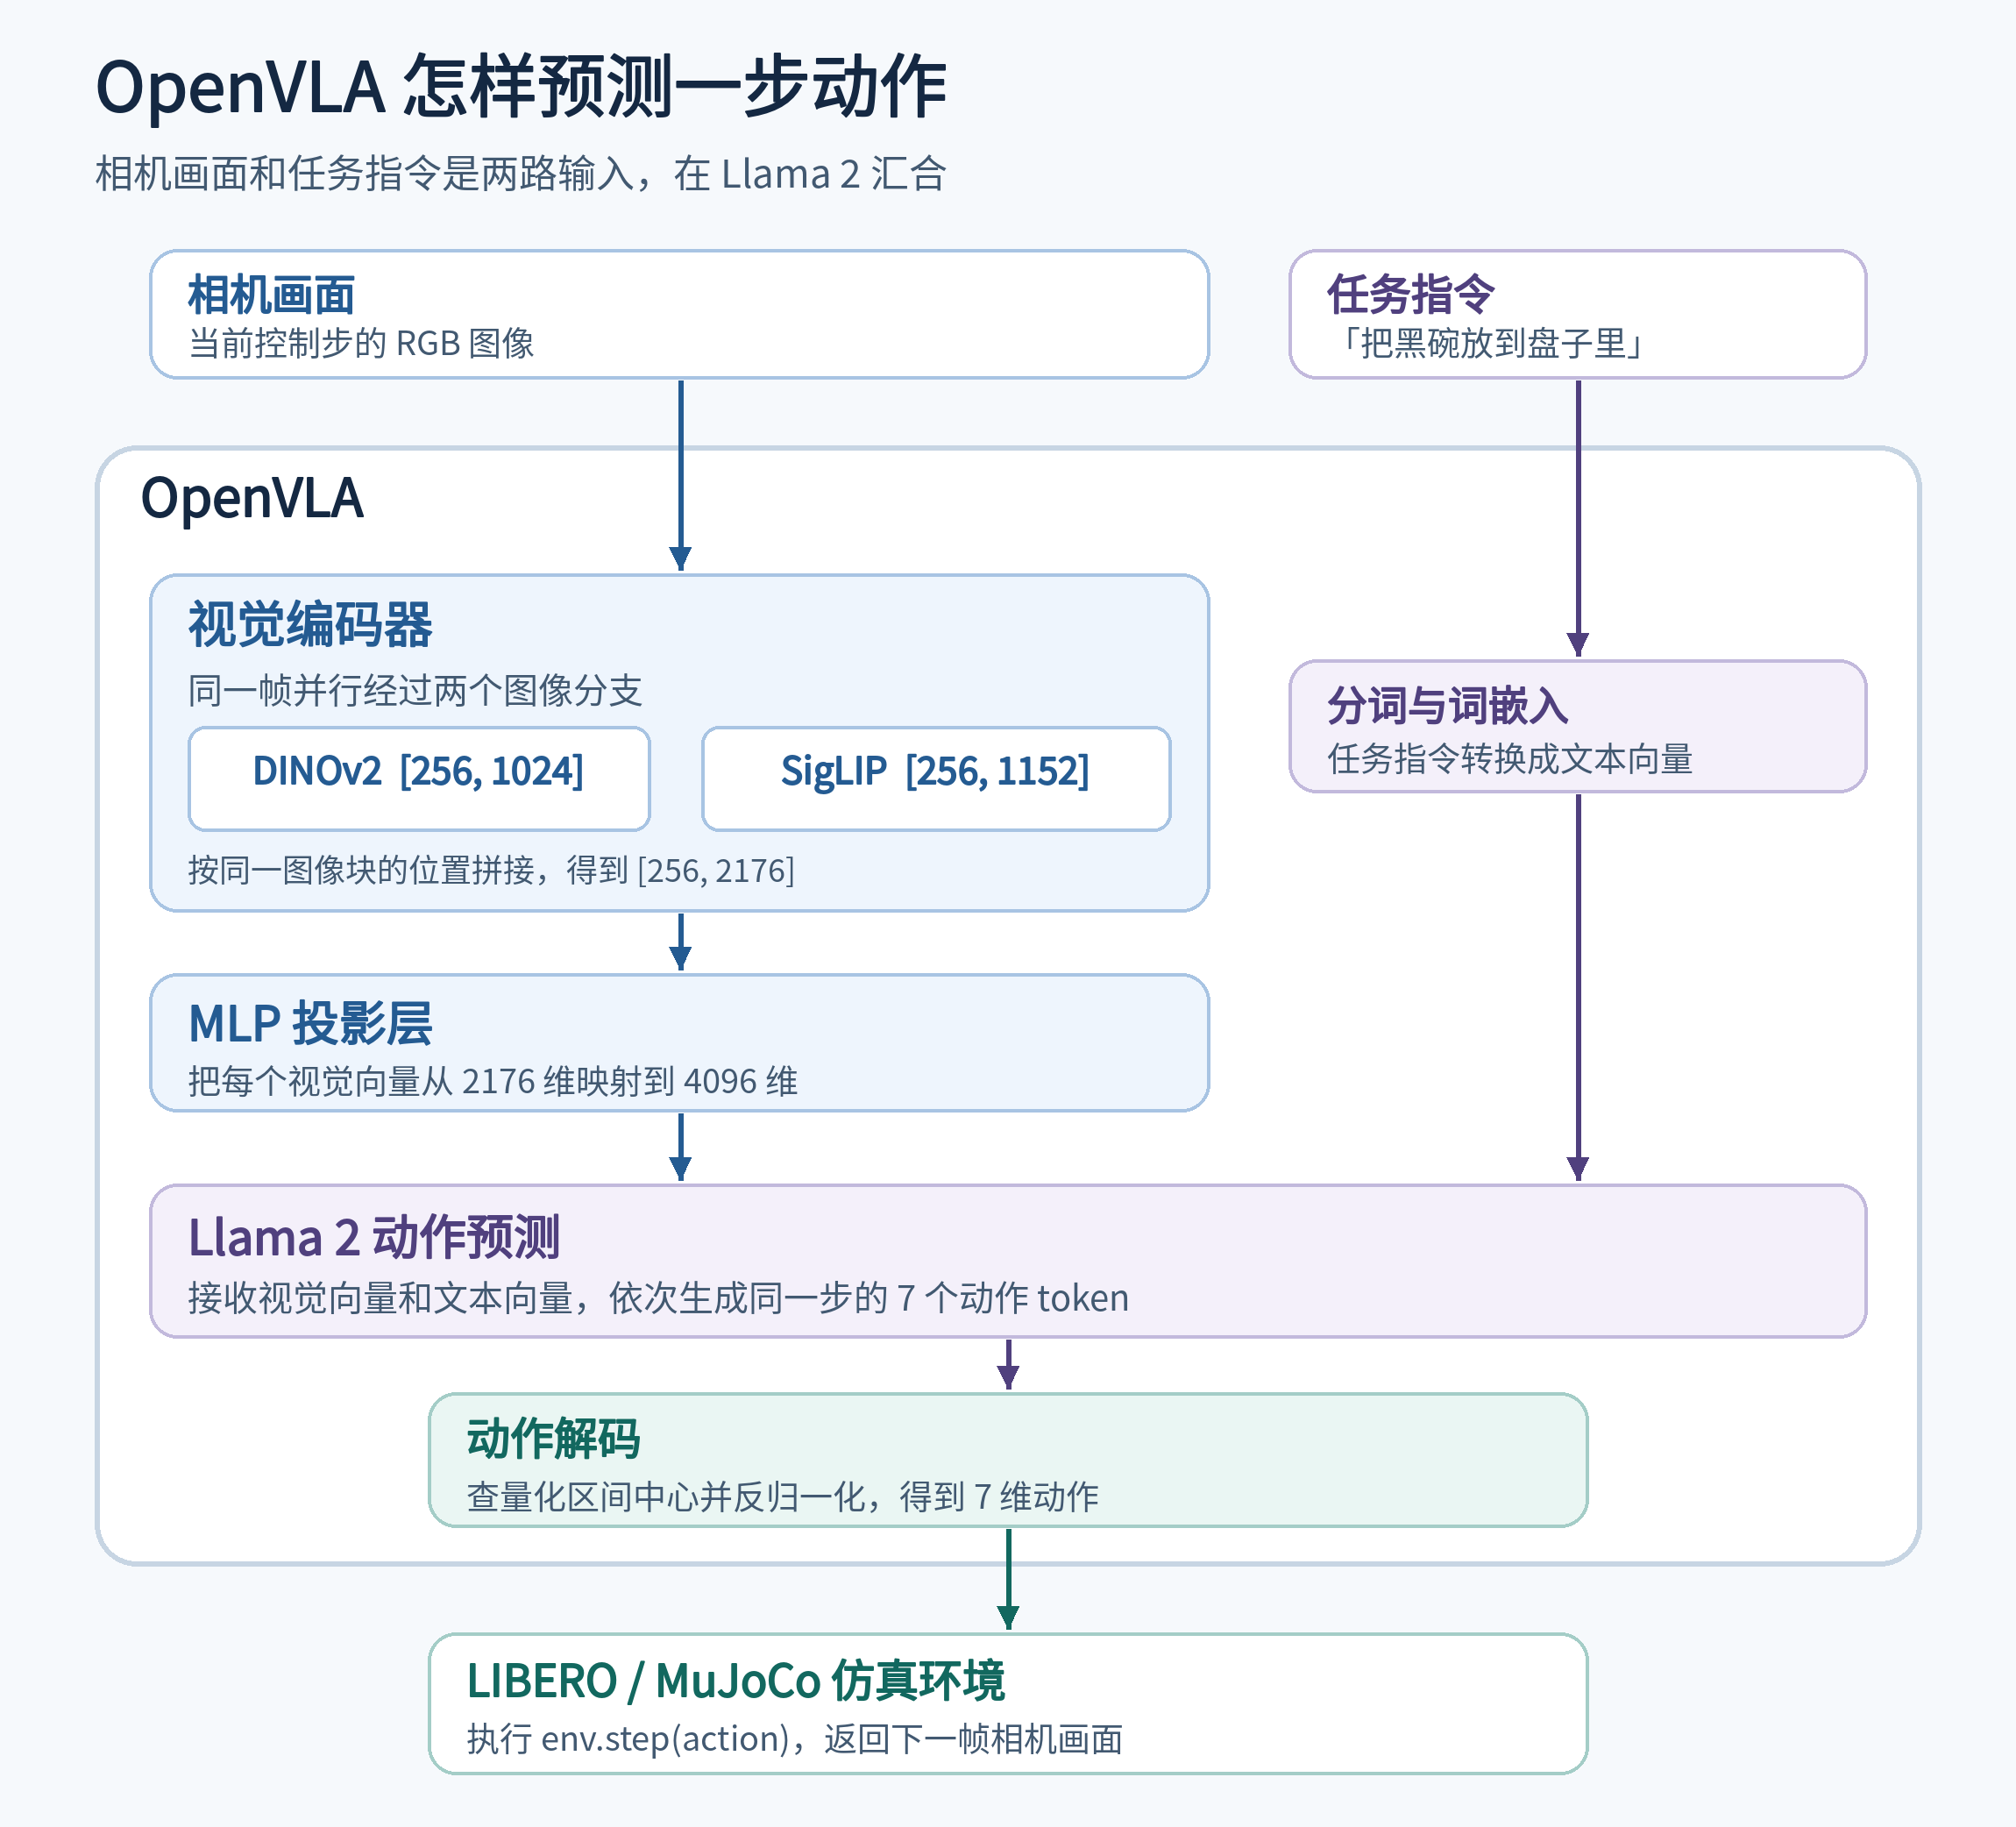 OpenVLA 怎样预测一步动作
相机画面和任务指令是两路输入，在 Llama 2 汇合
相机画面
当前控制步的 RGB 图像
任务指令
「把黑碗放到盘子里」
OpenVLA
视觉编码器
同一帧并行经过两个图像分支
DINOv2 [256, 1024]
SigLIP [256, 1152]
按同一图像块的位置拼接，得到 [256, 2176]
分词与词嵌入
任务指令转换成文本向量
MLP 投影层
把每个视觉向量从 2176 维映射到 4096 维
Llama 2 动作预测
接收视觉向量和文本向量，依次生成同一步的 7 个动作 token
动作解码
查量化区间中心并反归一化，得到 7 维动作
LIBERO / MuJoCo 仿真环境
执行 env.step(action)，返回下一帧相机画面